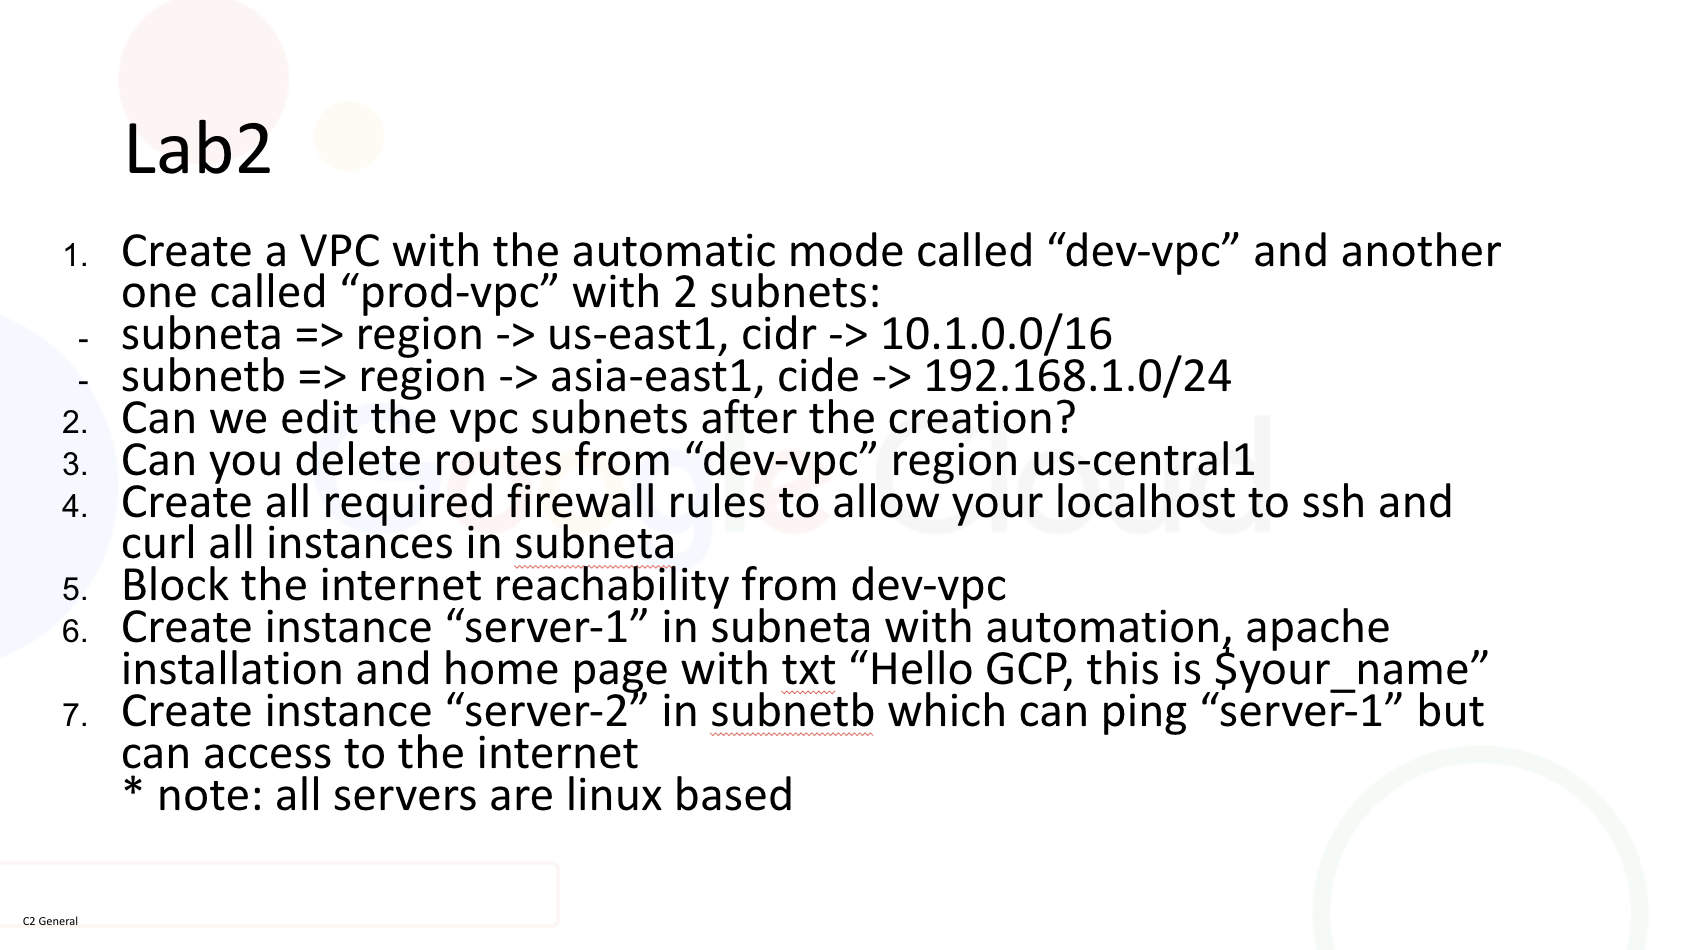 Lab2
1. Create a VPC with the automatic mode called “dev-vpc” and another
one called “prod-vpc” with 2 subnets:
- subneta => region -> us-east1, cidr -> 10.1.0.0/16
- subnetb => region -> asia-east1, cide -> 192.168.1.0/24
2. Can we edit the vpc subnets after the creation?
3. Can you delete routes from “dev-vpc” region us-central1
4. Create all required firewall rules to allow your localhost to ssh and
curl all instances in subneta
5. Block the internet reachability from dev-vpc
6. Create instance “server-1” in subneta with automation, apache
installation and home page with txt “Hello GCP, this is $your_name”
7. Create instance “server-2” in subnetb which can ping “server-1” but
can access to the internet
* note: all servers are linux based
Google Cloud
C2 General